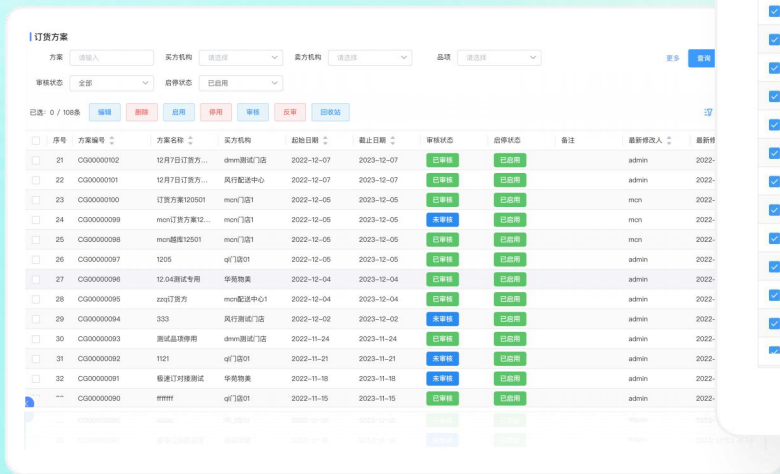 订货方案
方案 请输入 买方机构 请选择 卖方机构 请选择 品项 请选择 更多 查询
审核状态 全部 启停状态 已启用
已选：0 / 108条 编辑 删除 启用 停用 审核 反审 回收站
序号 方案编号 方案名称 买方机构 起始日期 截止日期 审核状态 启停状态 备注 最新修改人 最新修
21 CG00000102 12月7日订货方... dmm测试门店 2022-12-07 2023-12-07 已审核 已启用 admin 2022-
22 CG00000101 12月7日订货方... 风行配送中心 2022-12-07 2023-12-07 已审核 已启用 admin 2022-
23 CG00000100 订货方案120501 mcn门店1 2022-12-05 2023-12-05 已审核 已启用 mcn 2022-
24 CG00000099 mcn订货方案12... mcn门店1 2022-12-05 2023-12-05 未审核 已启用 mcn 2022-
25 CG00000098 mcn越库12501 mcn门店1 2022-12-05 2023-12-05 已审核 已启用 mcn 2022-
26 CG00000097 1205 ql门店01 2022-12-05 2023-12-05 已审核 已启用 admin 2022-
27 CG00000096 12.04测试专用 华苑物美 2022-12-04 2023-12-04 已审核 已启用 admin 2022-
28 CG00000095 zzq订货方 mcn配送中心1 2022-12-04 2023-12-04 已审核 已启用 admin 2022-
29 CG00000094 333 风行测试门店 2022-12-02 2023-12-02 未审核 已启用 admin 2022-
30 CG00000093 测试品项停用 dmm测试门店 2022-11-24 2023-11-24 已审核 已启用 admin 2022-
31 CG00000092 1121 ql门店01 2022-11-21 2023-11-21 未审核 已启用 admin 2022-
32 CG00000091 极速订对接测试 华苑物美 2022-11-18 2023-11-18 未审核 已启用 admin 2022-
CG00000090 fffffff ql门店01 2022-11-15 2023-11-15 已审核 已启用 admin 2022-